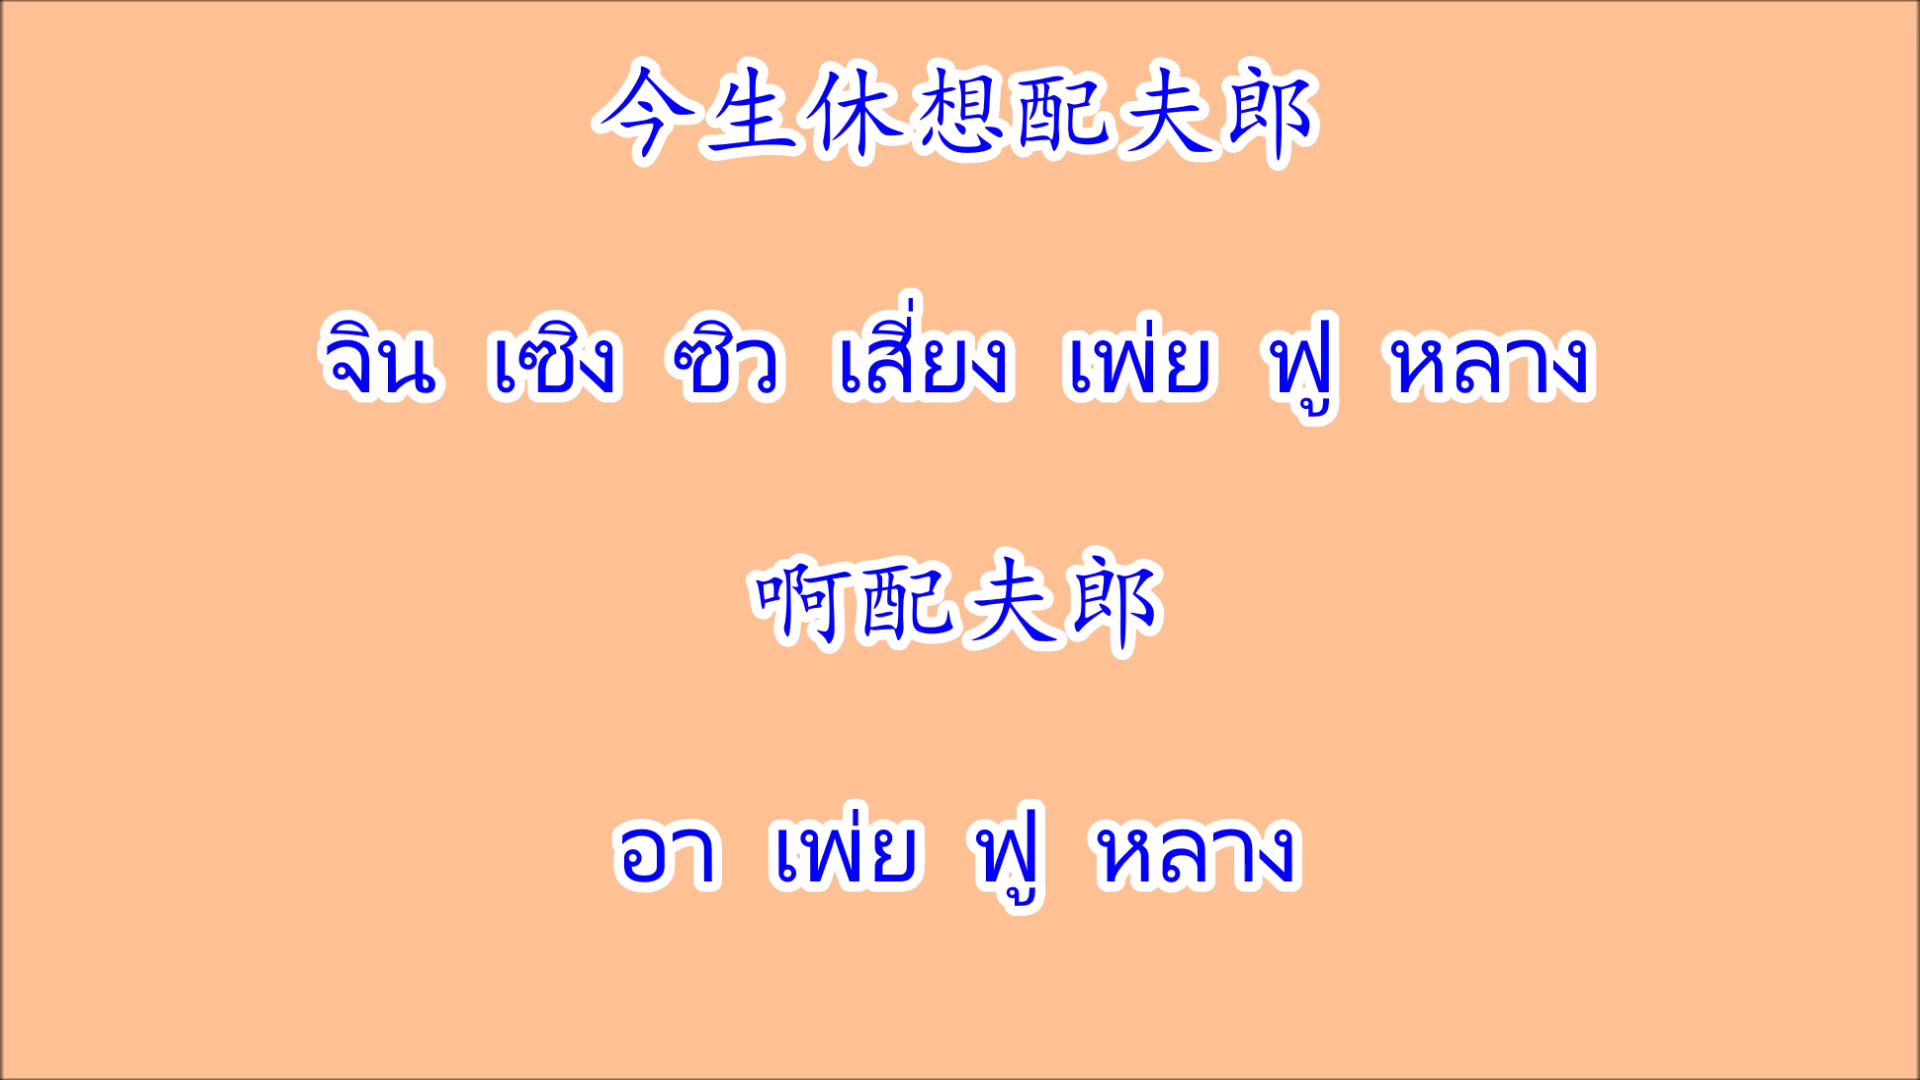 今生休想配夫郎
จิน เซิง ซิว เสี่ยง เพ่ย ฟู หลาง
啊配夫郎
อา เพ่ย ฟู หลาง